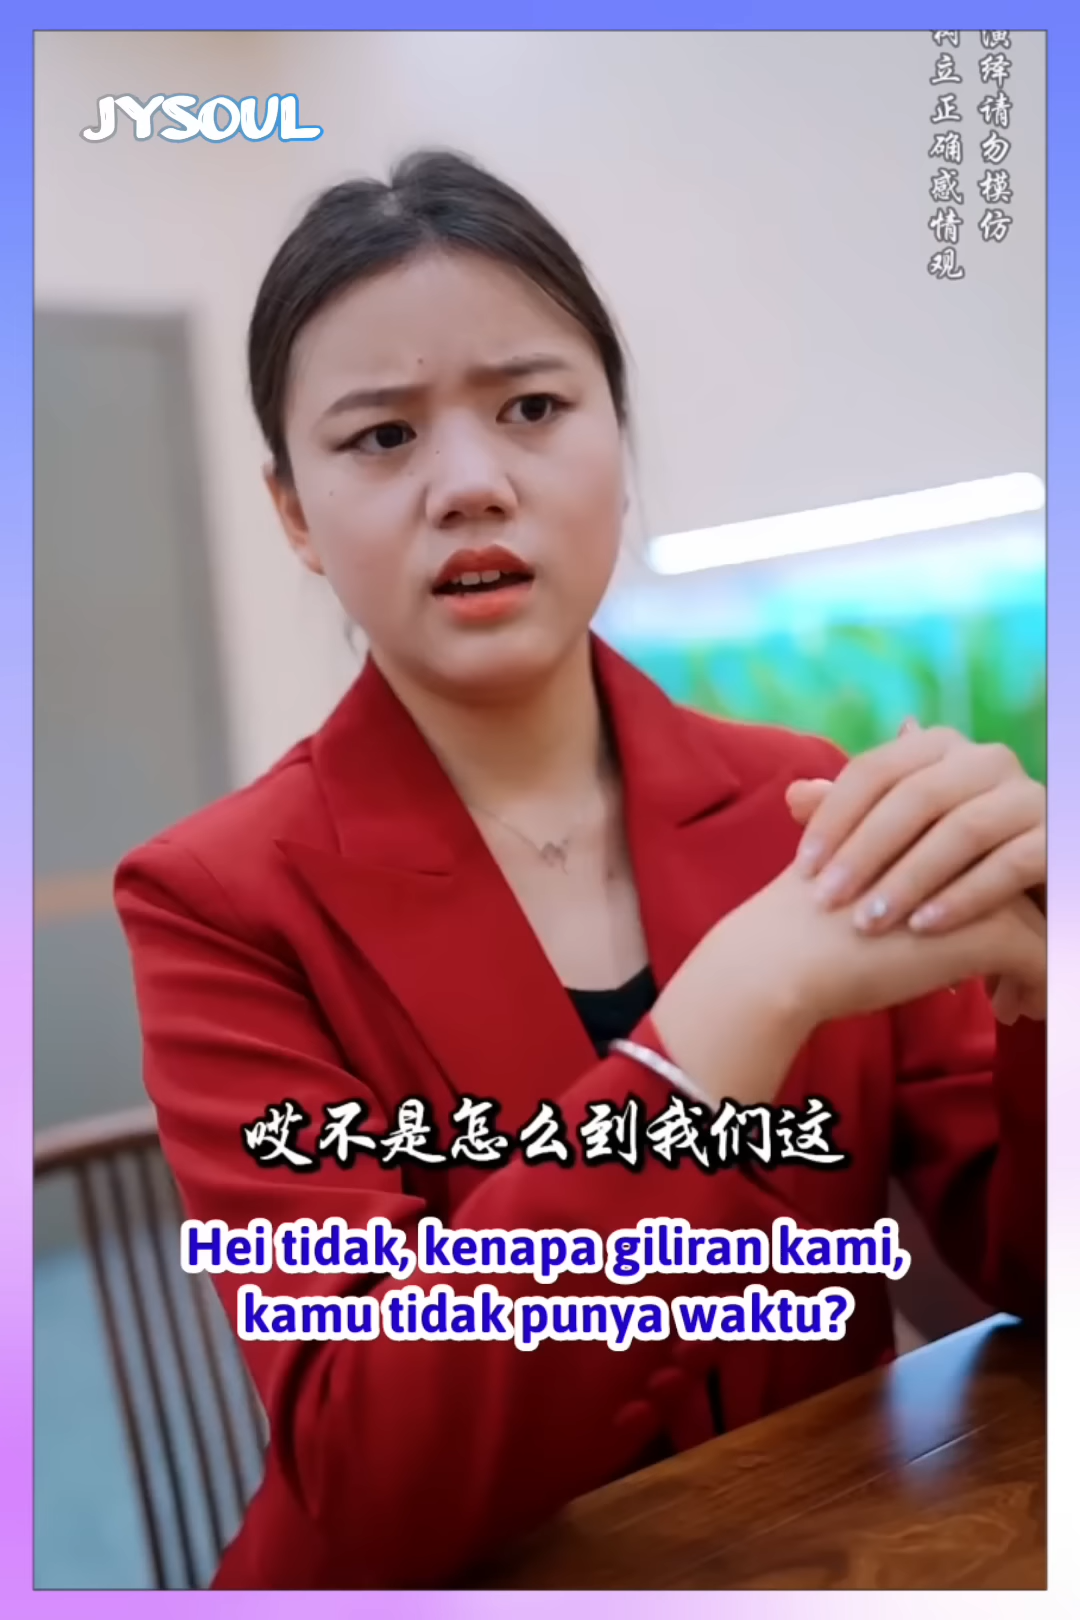 JYSOUL
演绎请勿模仿
树立正确感情观
哎不是怎么到我们这
Hei tidak, kenapa giliran kami,
kamu tidak punya waktu?